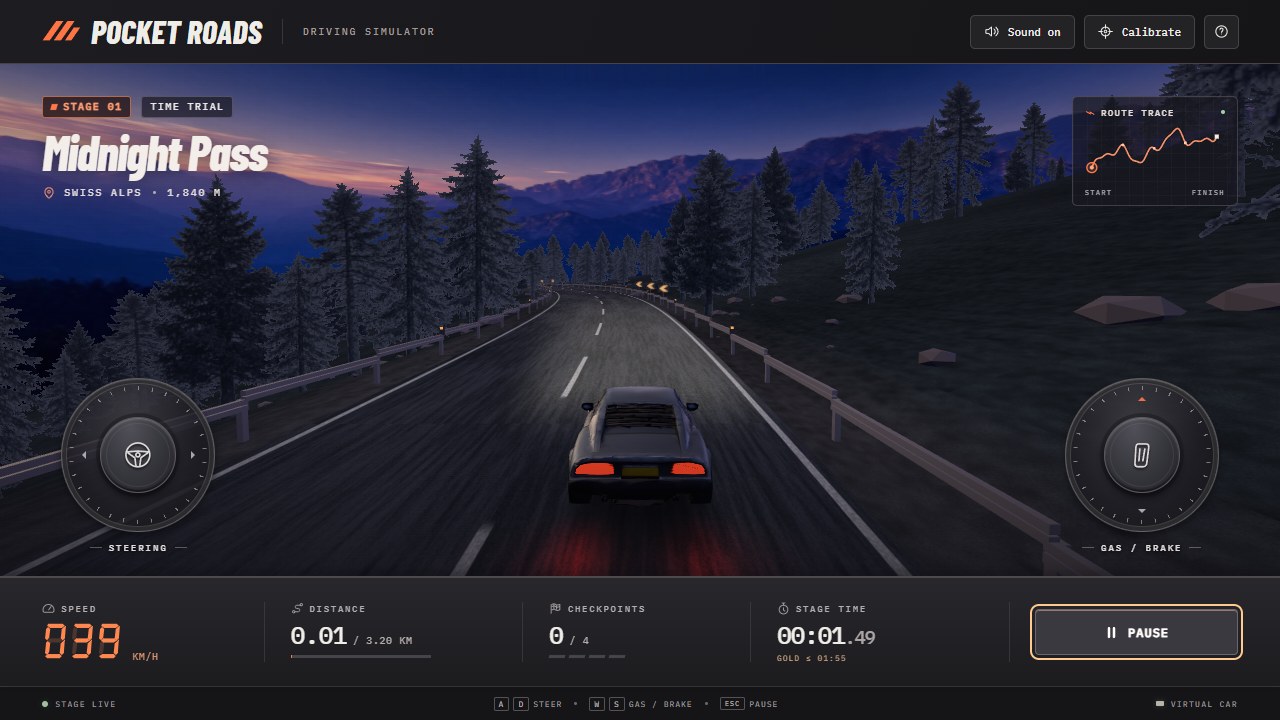 POCKET ROADS
DRIVING SIMULATOR
Sound on
Calibrate
STAGE 01
TIME TRIAL
Midnight Pass
SWISS ALPS • 1,840 M
ROUTE TRACE
START
FINISH
STEERING
GAS / BRAKE
SPEED
039 KM/H
DISTANCE
0.01 / 3.20 KM
CHECKPOINTS
0 / 4
STAGE TIME
00:01.49
GOLD ≤ 01:55
PAUSE
STAGE LIVE
A D STEER • W S GAS / BRAKE • ESC PAUSE
VIRTUAL CAR